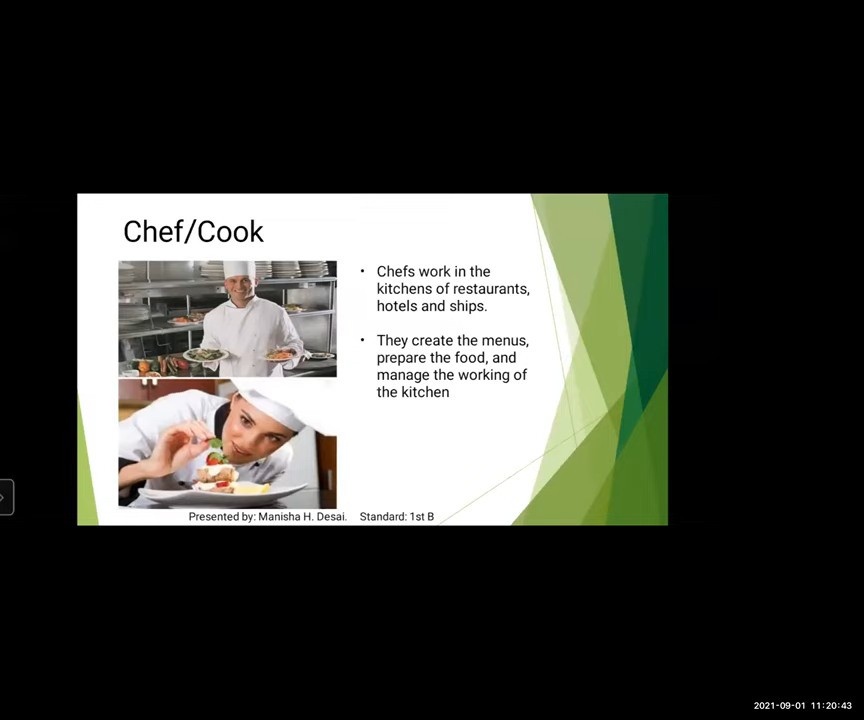 Chef/Cook
• Chefs work in the
kitchens of restaurants,
hotels and ships.
• They create the menus,
prepare the food, and
manage the working of
the kitchen
Presented by: Manisha H. Desai. Standard: 1st B
2021-09-01 11:20:43